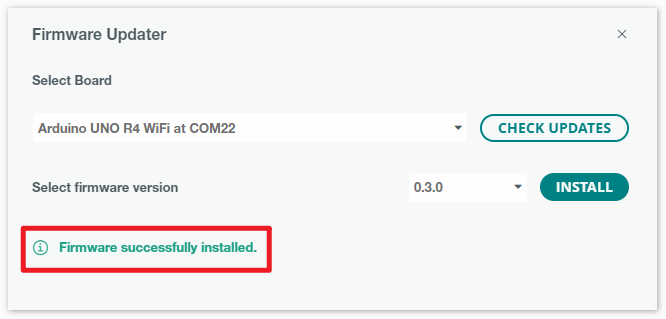 Firmware Updater
Select Board
Arduino UNO R4 WiFi at COM22
CHECK UPDATES
Select firmware version
0.3.0
INSTALL
Firmware successfully installed.